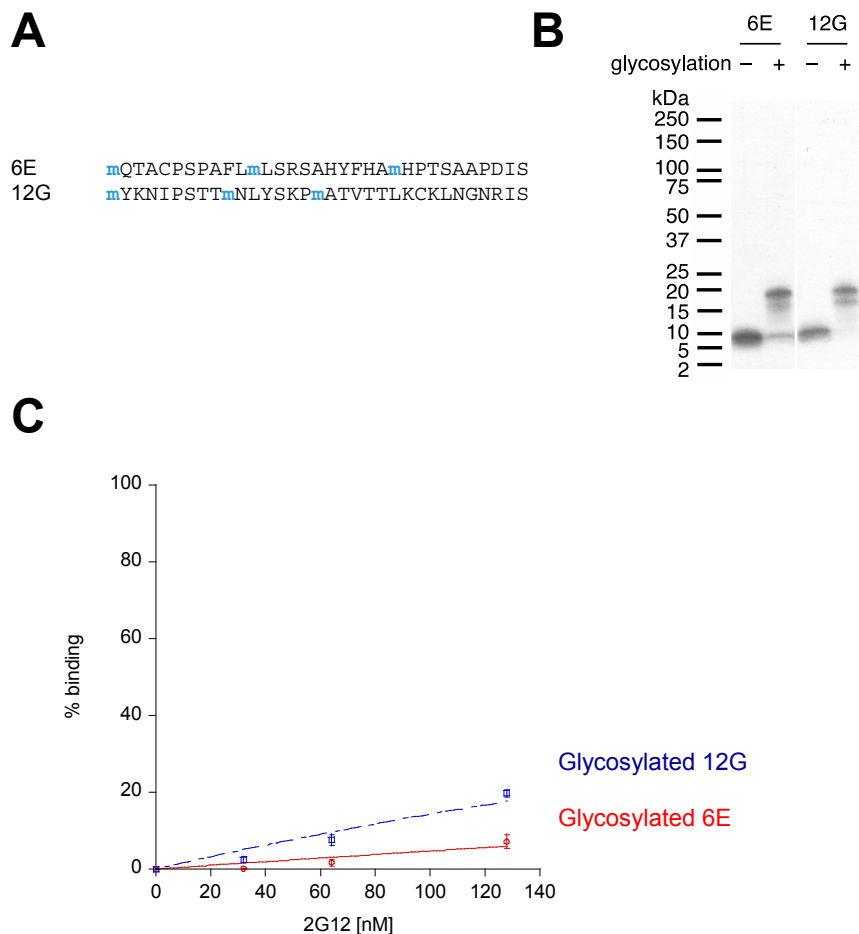 A
6E mQTACPSPAFLmLSRSAHYFHAmHPTSAAPDIS
12G mYKNIPSTTmNLYSKPmATVTTLKCKLNGNRIS
B
6E 12G
glycosylation − + − +
kDa
250
150
100
75
50
37
25
20
15
10
5
2
C
100
80
60
40
20
0
% binding
0 20 40 60 80 100 120 140
2G12 [nM]
Glycosylated 12G
Glycosylated 6E